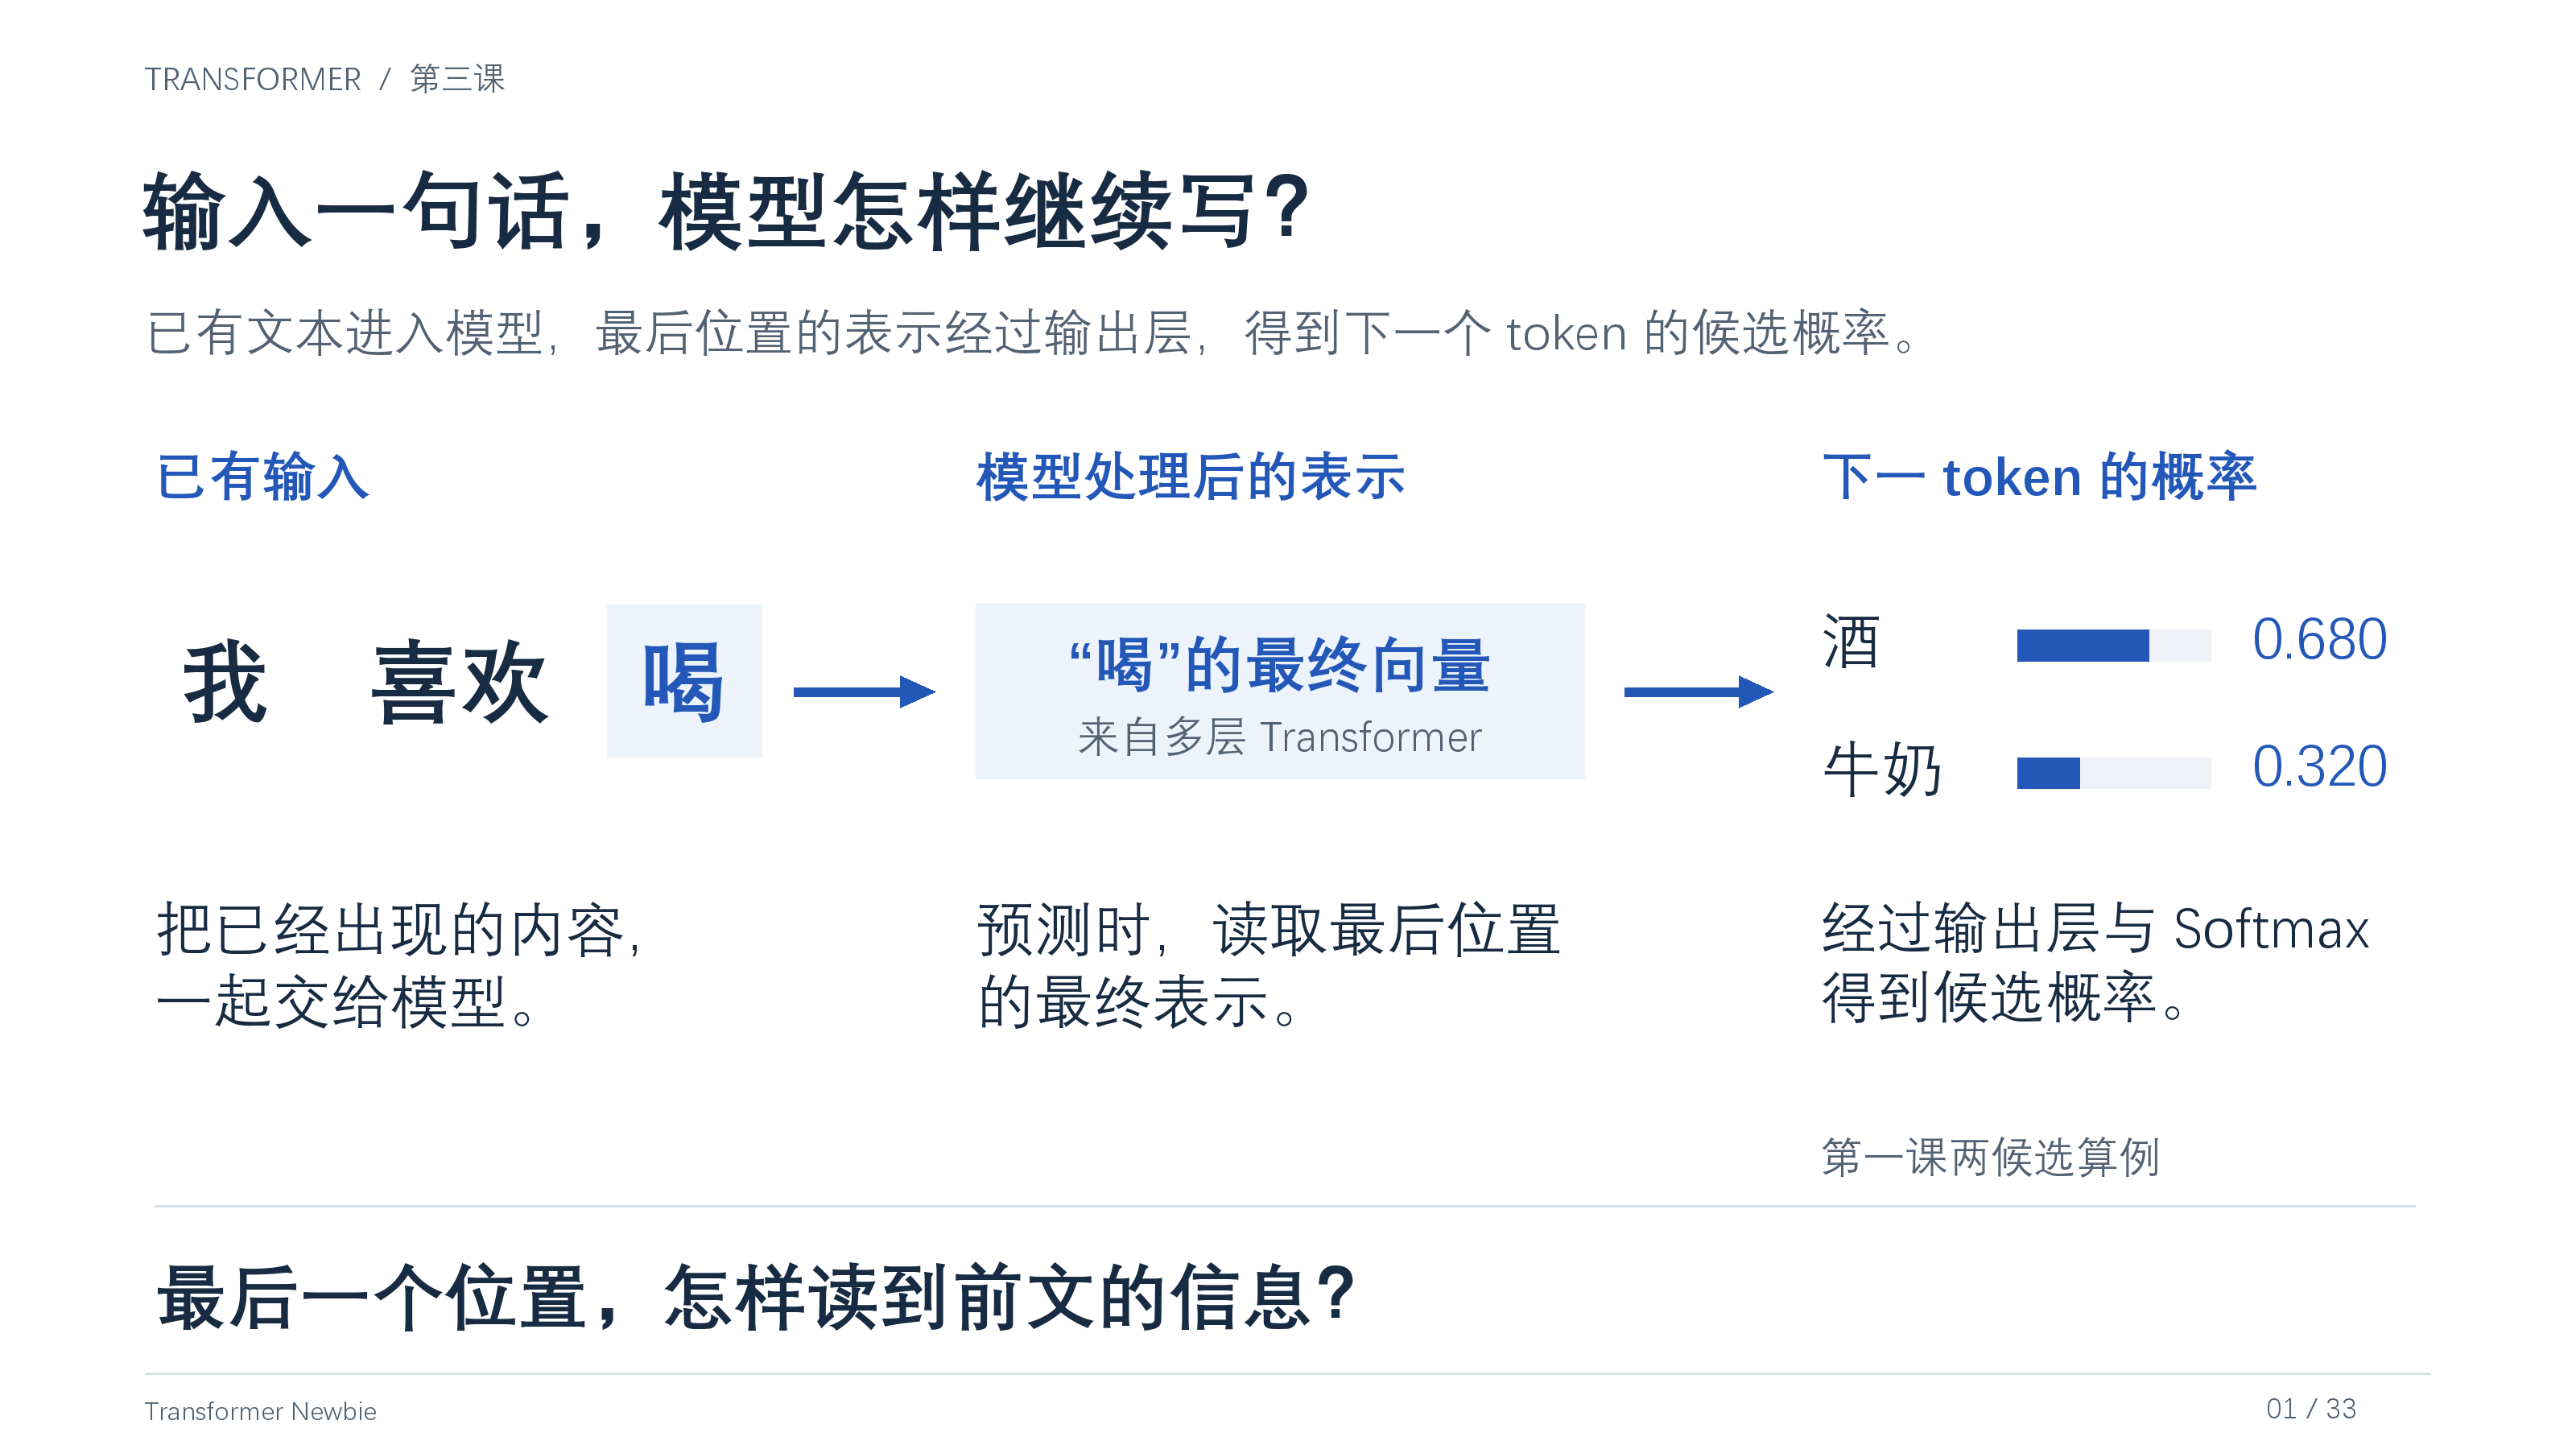 TRANSFORMER / 第三课
输入一句话，模型怎样继续写？
已有文本进入模型，最后位置的表示经过输出层，得到下一个 token 的候选概率。
已有输入
我 喜欢 喝
把已经出现的内容，
一起交给模型。
模型处理后的表示
“喝”的最终向量
来自多层 Transformer
预测时，读取最后位置
的最终表示。
下一 token 的概率
酒 0.680
牛奶 0.320
经过输出层与 Softmax
得到候选概率。
第一课两候选算例
最后一个位置，怎样读到前文的信息？
Transformer Newbie
01 / 33